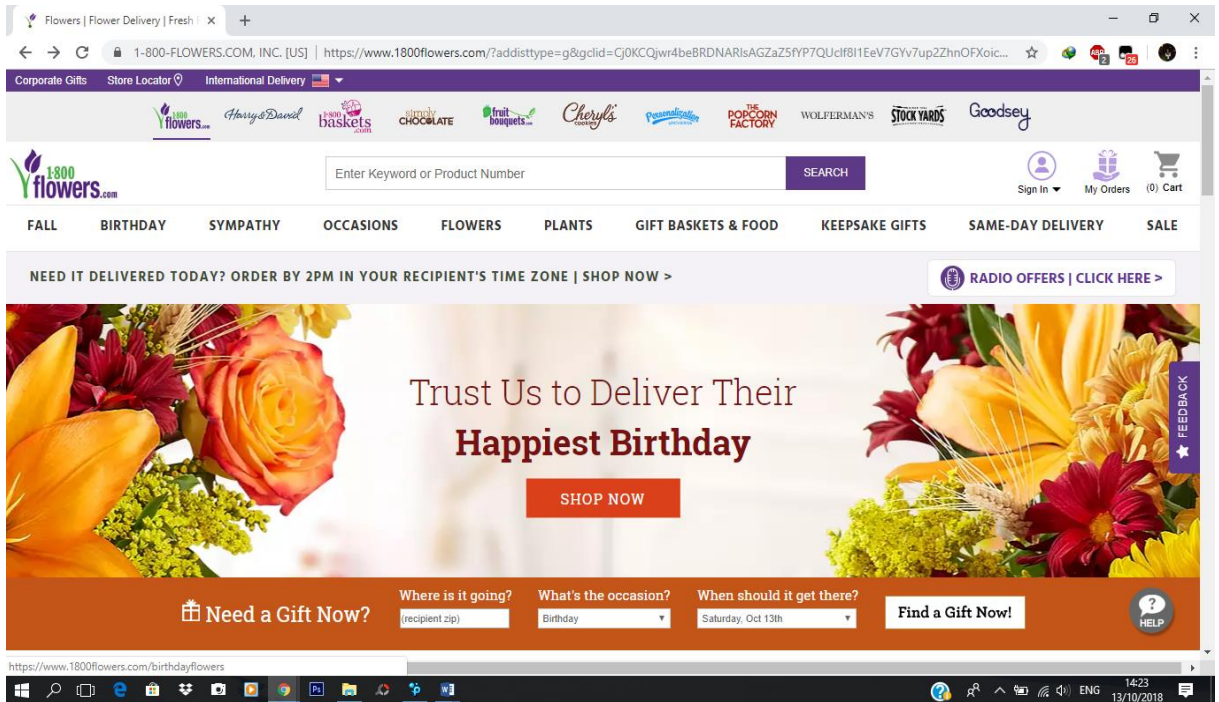 Flowers | Flower Delivery | Fresh
1-800-FLOWERS.COM, INC. [US] | https://www.1800flowers.com/?addisttype=g&gclid=Cj0KCQjwr4beBRDNARIsAGZaZ5fYP7QUclf8I1EeV7GYv7up2ZhnOFXoic...
ABP
2
26
Corporate Gifts Store Locator International Delivery
1·800 flowers.com
Harry & David
1·800 baskets.com
simply CHOCOLATE
fruit bouquets.com
Cheryl's COOKIES
Personalization
THE POPCORN FACTORY
WOLFERMAN'S
STOCK YARDS
Goodsey
1·800 flowers.com
Enter Keyword or Product Number SEARCH
Sign In My Orders (0) Cart
FALL BIRTHDAY SYMPATHY OCCASIONS FLOWERS PLANTS GIFT BASKETS & FOOD KEEPSAKE GIFTS SAME-DAY DELIVERY SALE
NEED IT DELIVERED TODAY? ORDER BY 2PM IN YOUR RECIPIENT'S TIME ZONE | SHOP NOW >
RADIO OFFERS | CLICK HERE >
Trust Us to Deliver Their
Happiest Birthday
SHOP NOW
FEEDBACK
Need a Gift Now?
Where is it going? What's the occasion? When should it get there?
(recipient zip) Birthday Saturday, Oct 13th
Find a Gift Now!
? HELP
https://www.1800flowers.com/birthdayflowers
ENG 14:23
13/10/2018